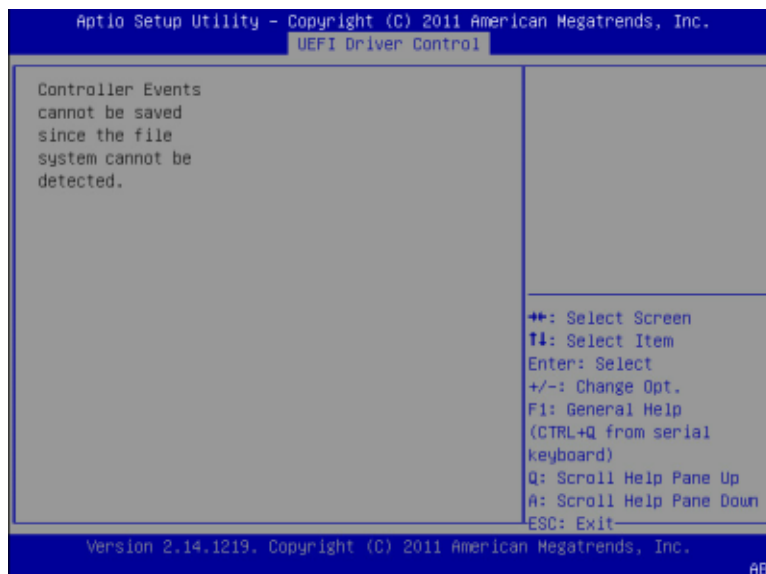 Aptio Setup Utility – Copyright (C) 2011 American Megatrends, Inc.
UEFI Driver Control
Controller Events
cannot be saved
since the file
system cannot be
detected.
→←: Select Screen
↑↓: Select Item
Enter: Select
+/-: Change Opt.
F1: General Help
(CTRL+Q from serial
keyboard)
Q: Scroll Help Pane Up
A: Scroll Help Pane Down
ESC: Exit
Version 2.14.1219. Copyright (C) 2011 American Megatrends, Inc.